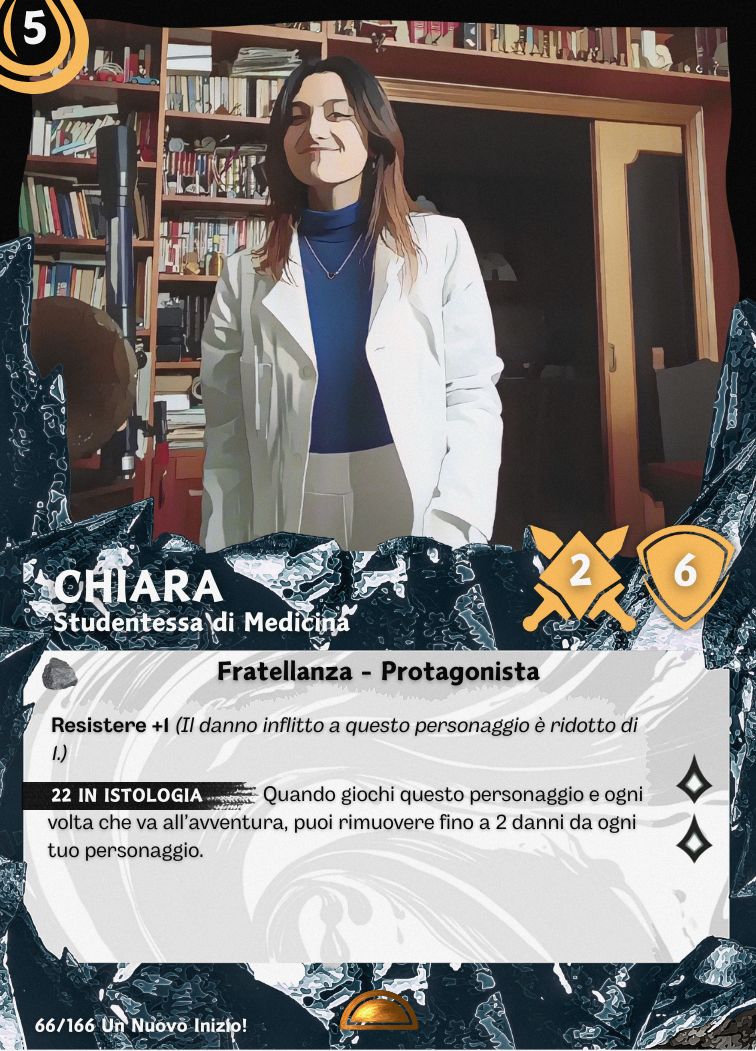 5
CHIARA
Studentessa di Medicina
2
6
Fratellanza - Protagonista
Resistere +1 (Il danno inflitto a questo personaggio è ridotto di
1.)
22 IN ISTOLOGIA Quando giochi questo personaggio e ogni
volta che va all'avventura, puoi rimuovere fino a 2 danni da ogni
tuo personaggio.
66/166 Un Nuovo Inizio!